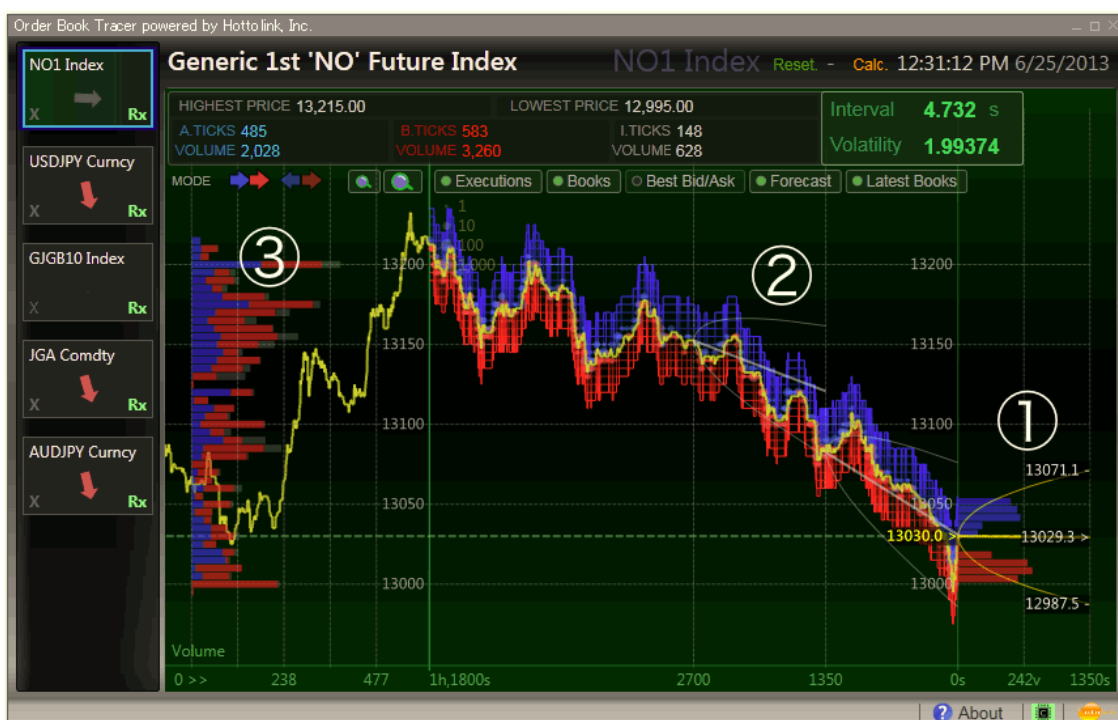 Order Book Tracer powered by Hottolink, Inc.
NO1 Index
X Rx
USDJPY Curncy
X Rx
GJGB10 Index
X Rx
JGA Comdty
X Rx
AUDJPY Curncy
X Rx
Generic 1st 'NO' Future Index NO1 Index Reset. - Calc. 12:31:12 PM 6/25/2013
HIGHEST PRICE 13,215.00 LOWEST PRICE 12,995.00
A.TICKS 485 B.TICKS 583 I.TICKS 148
VOLUME 2,028 VOLUME 3,260 VOLUME 628
Interval 4.732 s
Volatility 1.99374
MODE Executions Books Best Bid/Ask Forecast Latest Books
1
10
100
③ ② ①
13200 13200
13150 13150
13100 13100
13071.1
13050 13050
13030.0 > 13029.3 >
13000 13000
12987.5
Volume
0 >> 238 477 1h,1800s 2700 1350 0s 242v 1350s
? About